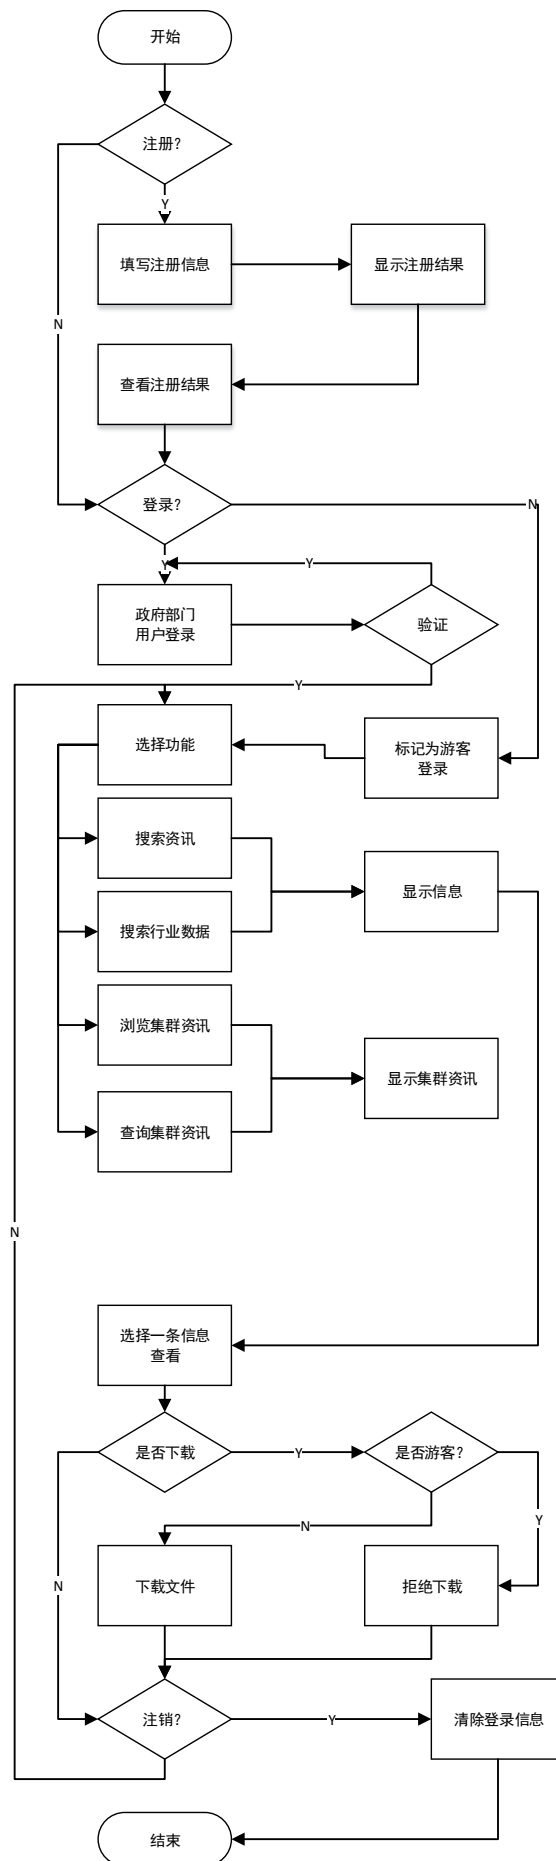 开始
注册?
Y
填写注册信息
显示注册结果
N
查看注册结果
登录?
N
Y
Y
政府部门
用户登录
验证
Y
选择功能
标记为游客
登录
搜索资讯
显示信息
搜索行业数据
浏览集群资讯
显示集群资讯
查询集群资讯
N
选择一条信息
查看
是否下载
Y
是否游客?
Y
N
N
下载文件
拒绝下载
注销?
Y
清除登录信息
结束